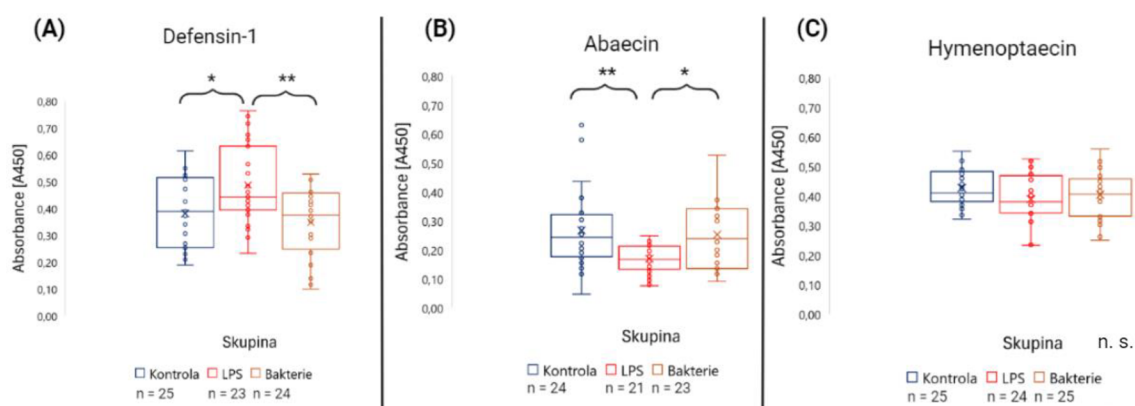 (A)
Defensin-1
* **
Absorbance [A450]
0,80
0,70
0,60
0,50
0,40
0,30
0,20
0,10
0,00
Skupina
Kontrola LPS Bakterie
n = 25 n = 23 n = 24
(B)
Abaecin
** *
Absorbance [A450]
0,80
0,70
0,60
0,50
0,40
0,30
0,20
0,10
0,00
Skupina
Kontrola LPS Bakterie
n = 24 n = 21 n = 23
(C)
Hymenoptaecin
Absorbance [A450]
0,80
0,70
0,60
0,50
0,40
0,30
0,20
0,10
0,00
Skupina n. s.
Kontrola LPS Bakterie
n = 25 n = 24 n = 25